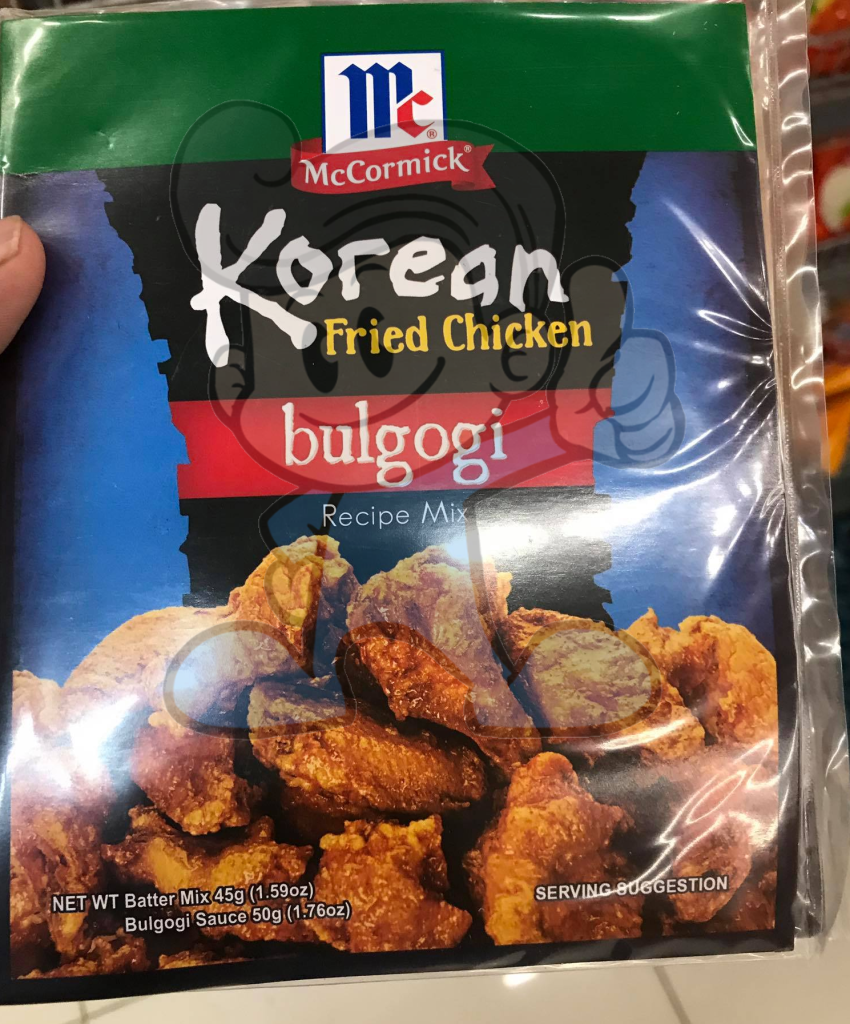 Mc®
McCormick®
Korean
Fried Chicken
bulgogi
Recipe Mix
NET WT Batter Mix 45g (1.59oz)
Bulgogi Sauce 50g (1.76oz)
SERVING SUGGESTION